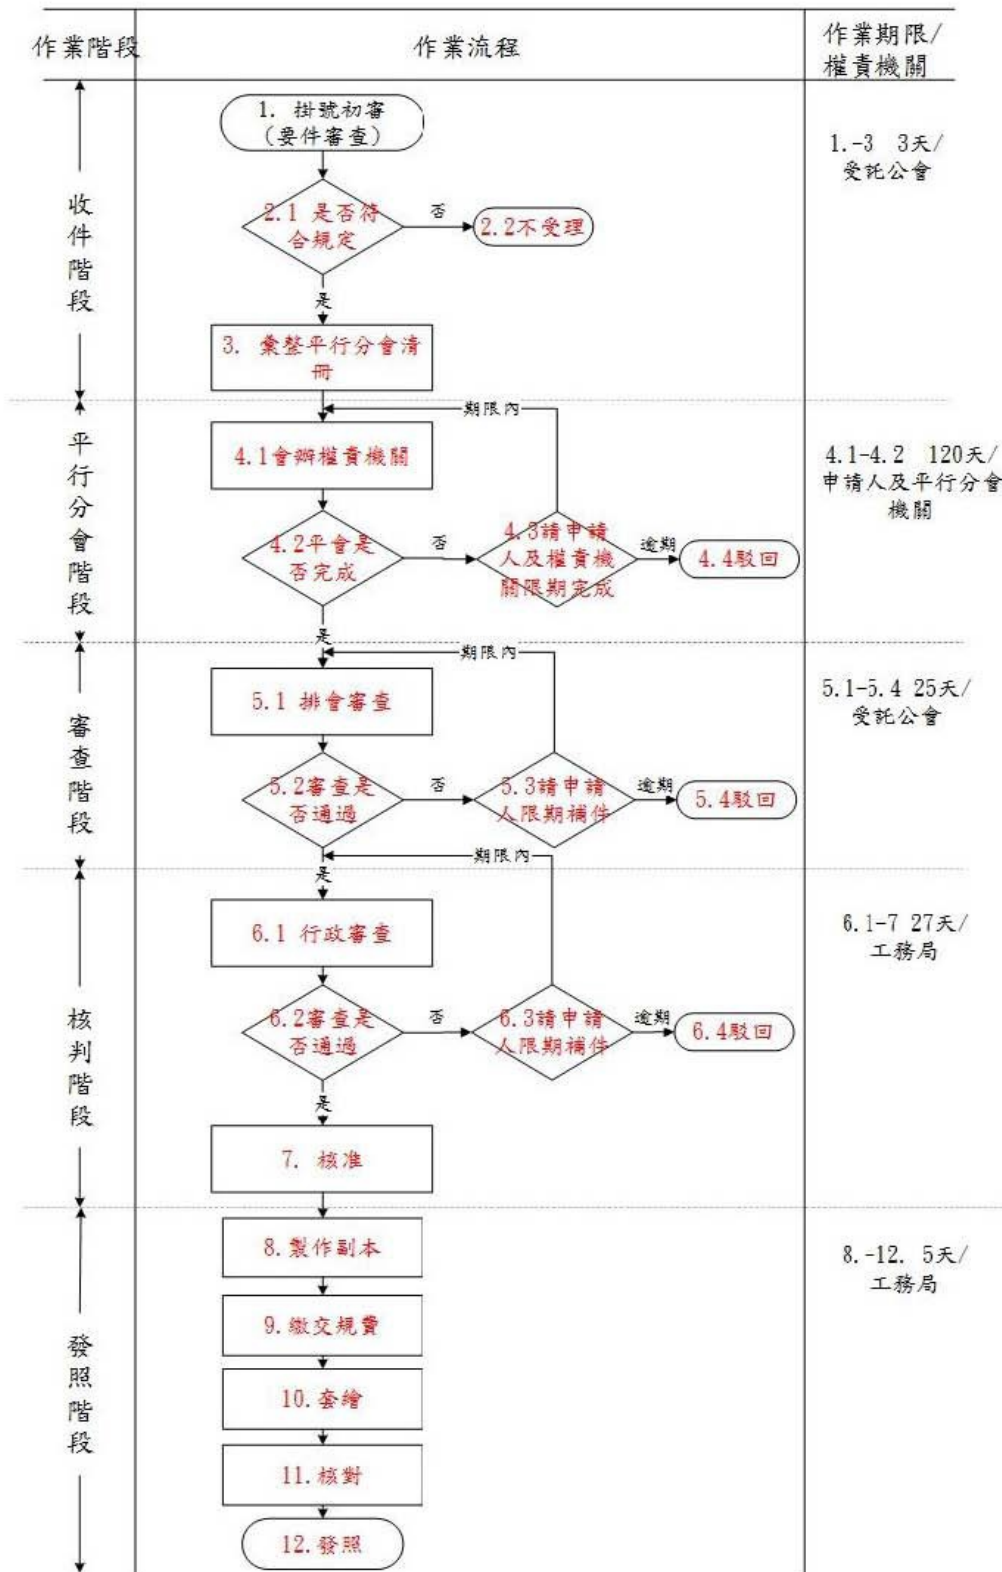 作業階段
作業流程
作業期限/
權責機關
收件階段
1. 掛號初審
(要件審查)
1.-3 3天/
受託公會
2.1 是否符
合規定
否
2.2不受理
是
3. 彙整平行分會清
冊
平行分會階段
期限內
4.1會辦權責機關
4.1-4.2 120天/
申請人及平行分會
機關
4.2平會是
否完成
否
4.3請申請
人及權責機
關限期完成
逾期
4.4駁回
是
審查階段
期限內
5.1 排會審查
5.1-5.4 25天/
受託公會
5.2審查是
否通過
否
5.3請申請
人限期補件
逾期
5.4駁回
期限內
是
核判階段
6.1 行政審查
6.1-7 27天/
工務局
6.2審查是
否通過
否
6.3請申請
人限期補件
逾期
6.4駁回
是
7. 核准
發照階段
8.製作副本
8.-12. 5天/
工務局
9.繳交規費
10.套繪
11.核對
12.發照